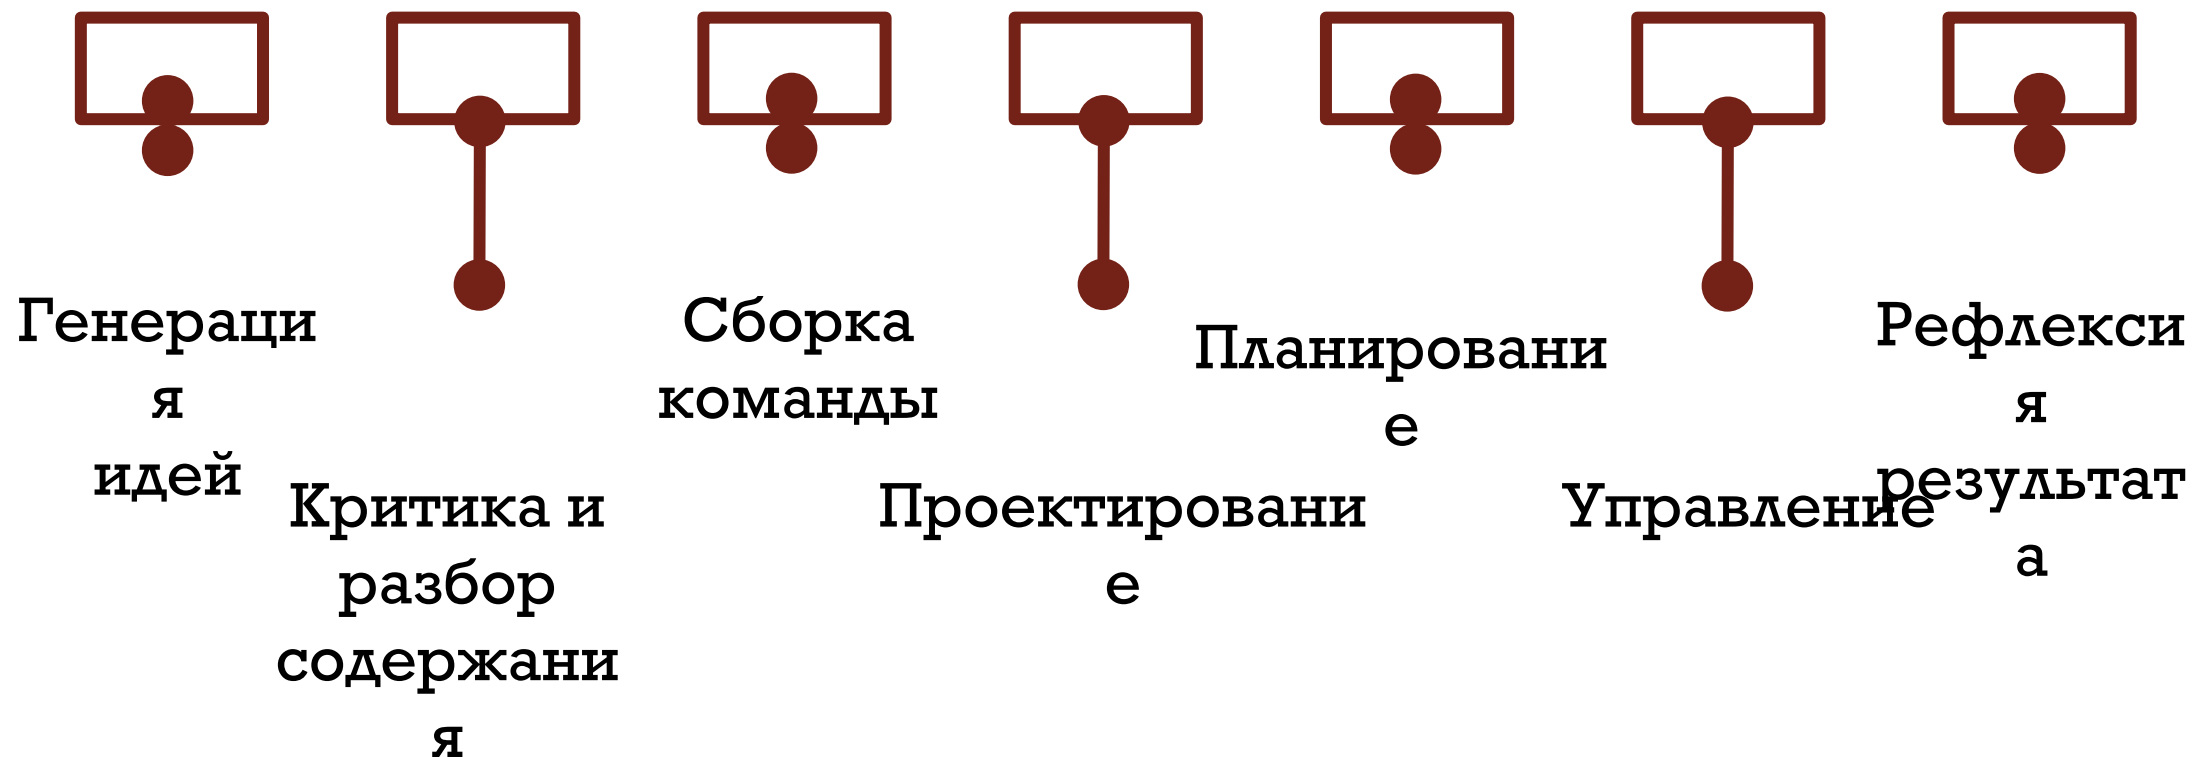 Генераци
я
идей
Критика и
разбор
содержани
я
Сборка
команды
Проектировани
е
Планировани
е
Управление
Рефлекси
я
результат
а